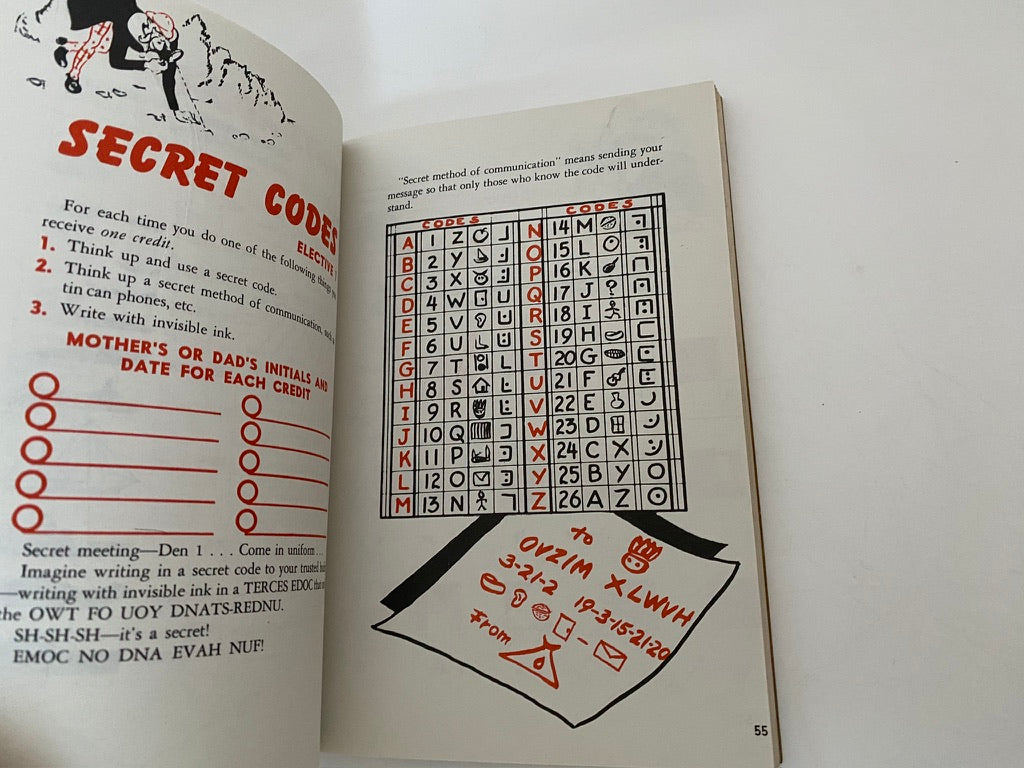 SECRET CODES
ELECTIVE
For each time you do one of the following things you
receive one credit.
1. Think up and use a secret code.
2. Think up a secret method of communication,
tin can phones, etc.
3. Write with invisible ink.
MOTHER'S OR DAD'S INITIALS AND
DATE FOR EACH CREDIT
Secret meeting—Den 1 . . . Come in uniform . . .
Imagine writing in a secret code to your trusted
—writing with invisible ink in a TERCES EDOC
the OWT FO UOY DNATS-REDNU.
SH-SH-SH—it's a secret!
EMOC NO DNA EVAH NUF!
"Secret method of communication" means sending your
message so that only those who know the code will under-
stand.
CODES CODES
A 1 Z N 14 M
B 2 Y O 15 L
C 3 X P 16 K
D 4 W Q 17 J ?
E 5 V R 18 I
F 6 U S 19 H
G 7 T T 20 G
H 8 S U 21 F
I 9 R V 22 E
J 10 Q W 23 D
K 11 P X 24 C X
L 12 O Y 25 B Y
M 13 N Z 26 A Z
to
OVZIM XLWVH
3-21-2 19-3-15-21-20
From
55